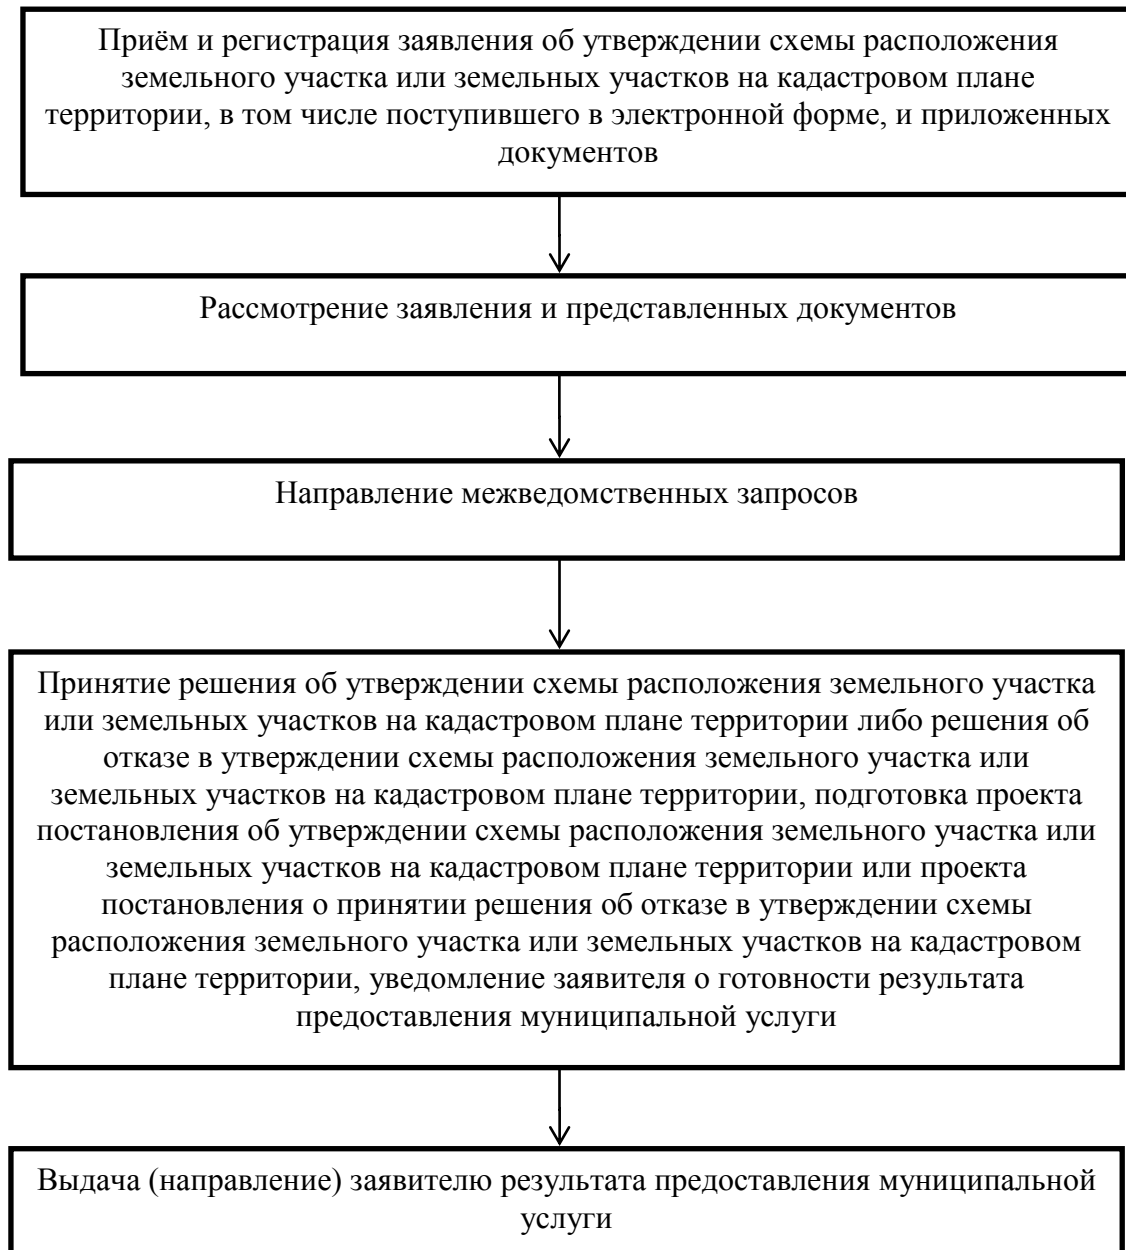 Приём и регистрация заявления об утверждении схемы расположения
земельного участка или земельных участков на кадастровом плане
территории, в том числе поступившего в электронной форме, и приложенных
документов
Рассмотрение заявления и представленных документов
Направление межведомственных запросов
Принятие решения об утверждении схемы расположения земельного участка
или земельных участков на кадастровом плане территории либо решения об
отказе в утверждении схемы расположения земельного участка или
земельных участков на кадастровом плане территории, подготовка проекта
постановления об утверждении схемы расположения земельного участка или
земельных участков на кадастровом плане территории или проекта
постановления о принятии решения об отказе в утверждении схемы
расположения земельного участка или земельных участков на кадастровом
плане территории, уведомление заявителя о готовности результата
предоставления муниципальной услуги
Выдача (направление) заявителю результата предоставления муниципальной
услуги